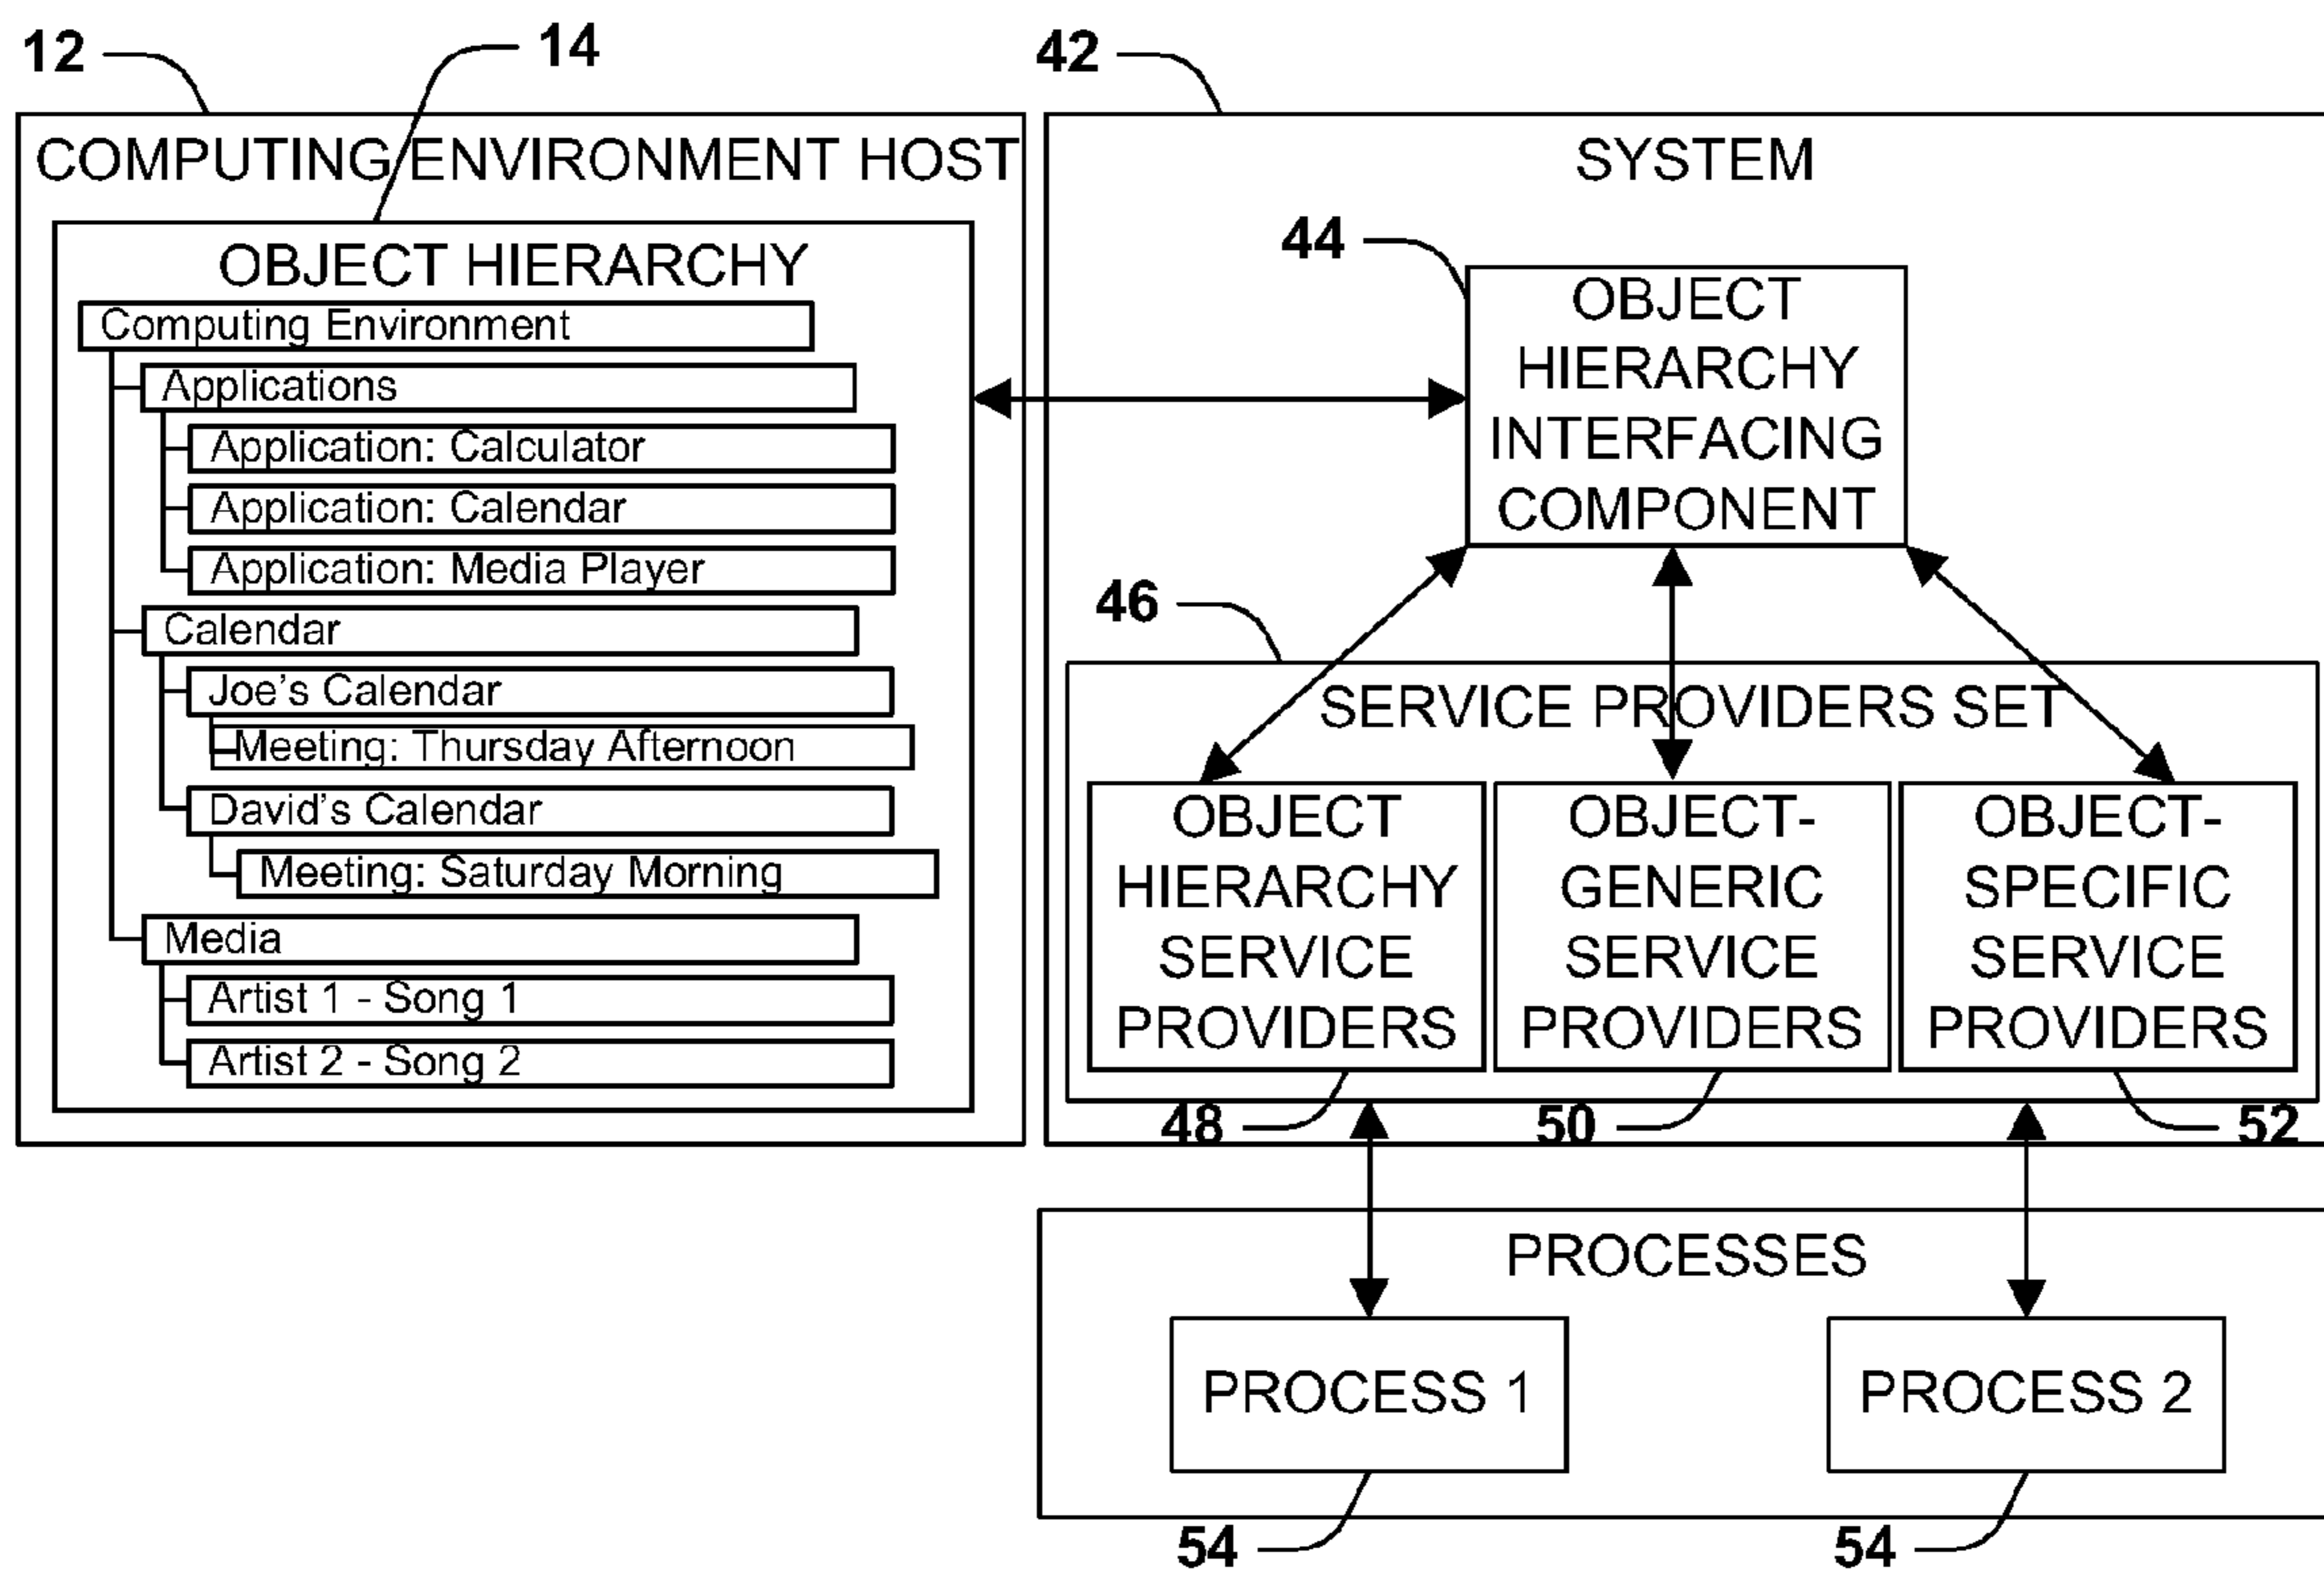 12
14
COMPUTING ENVIRONMENT HOST
OBJECT HIERARCHY
Computing Environment
Applications
Application: Calculator
Application: Calendar
Application: Media Player
Calendar
Joe's Calendar
Meeting: Thursday Afternoon
David's Calendar
Meeting: Saturday Morning
Media
Artist 1 - Song 1
Artist 2 - Song 2
42
SYSTEM
44
OBJECT
HIERARCHY
INTERFACING
COMPONENT
46
SERVICE PROVIDERS SET
OBJECT
HIERARCHY
SERVICE
PROVIDERS
OBJECT-
GENERIC
SERVICE
PROVIDERS
OBJECT-
SPECIFIC
SERVICE
PROVIDERS
48
50
52
PROCESSES
PROCESS 1
PROCESS 2
54
54